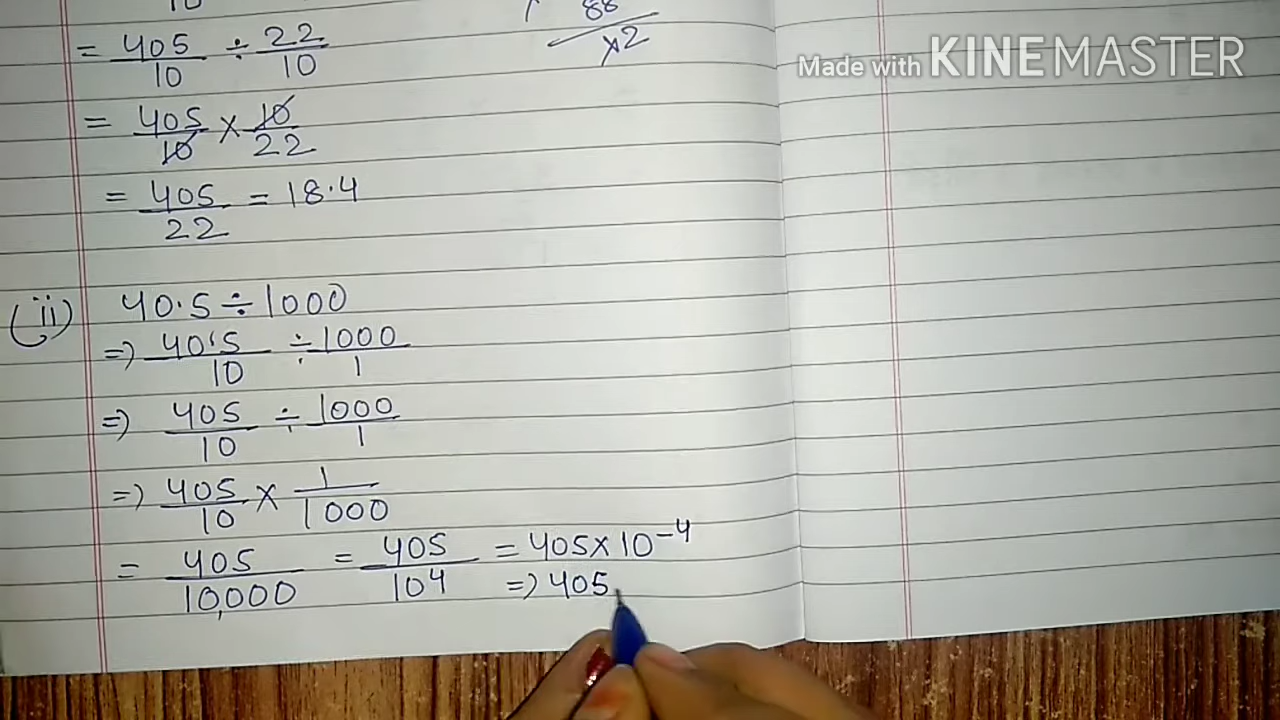 10
88
×2
= 405/10 ÷ 22/10
Made with KINEMASTER
= 405/10 × 10/22
= 405/22 = 18.4
(ii) 40.5 ÷ 1000
=> 40.5/10 ÷ 1000/1
=> 405/10 ÷ 1000/1
=> 405/10 × 1/1000
= 405/10,000 = 405/10⁴ = 405×10⁻⁴
=> 405